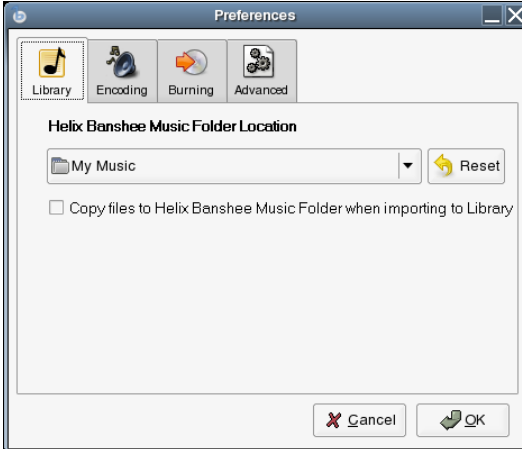 Preferences
Library Encoding Burning Advanced
Helix Banshee Music Folder Location
My Music Reset
Copy files to Helix Banshee Music Folder when importing to Library
Cancel OK